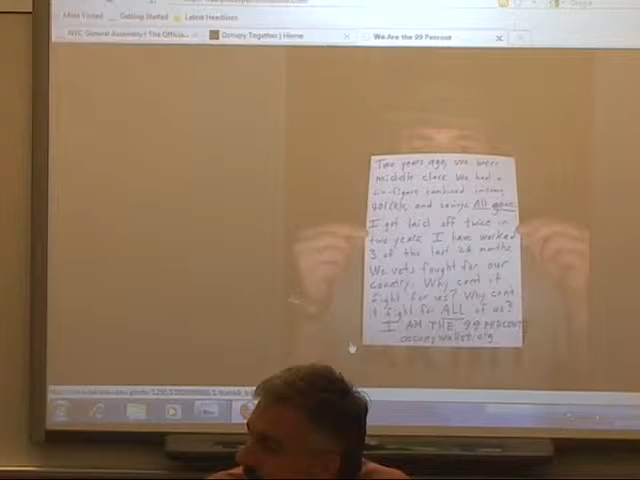 Most Visited Getting Started Latest Headlines
NYC General Assembly | The Officia... Occupy Together | Home We Are the 99 Percent
Two years ago, we were
middle class. We had a
six-figure combined income,
401(k)s, and savings. All gone.
I got laid off twice in
two years. I have worked
3 of the last 26 months.
We vets fought for our
country. Why can't it
fight for us? Why can't
it fight for ALL of us?
I AM THE 99 PERCENT
occupywallst.org